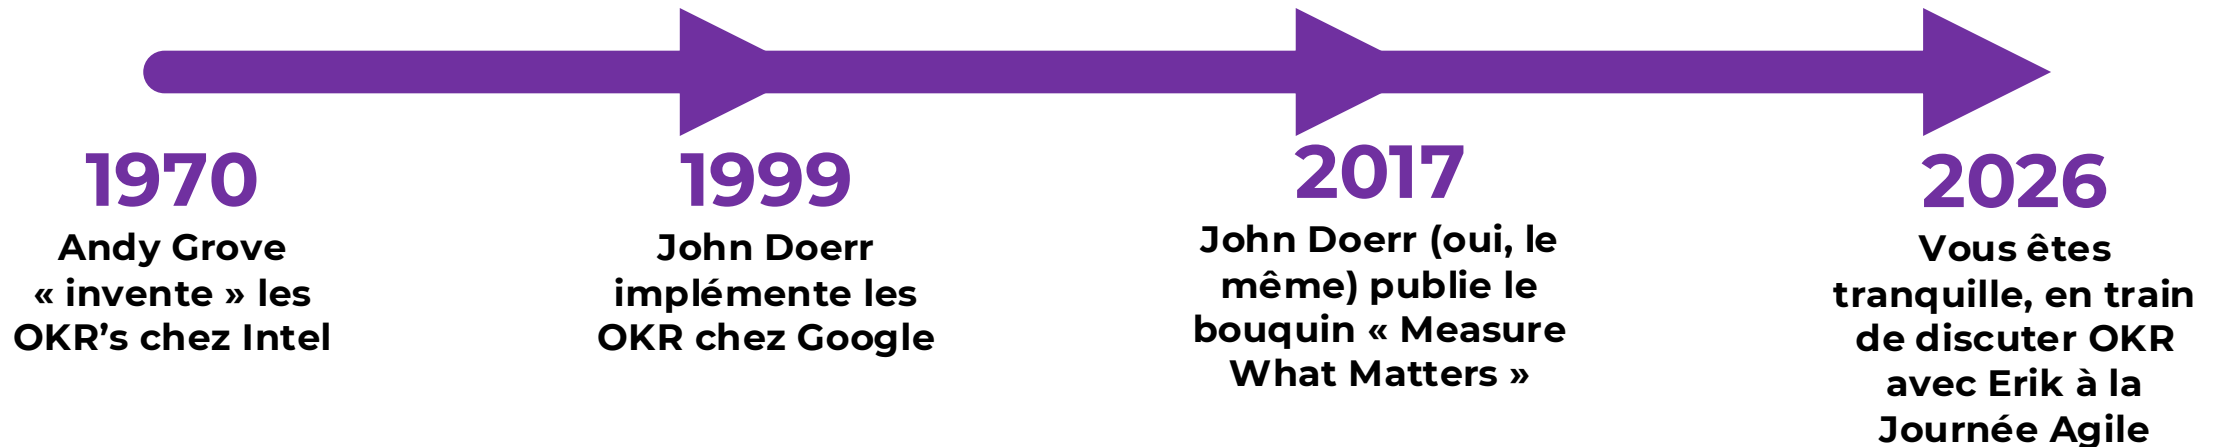 1970
Andy Grove
« invente » les
OKR’s chez Intel
1999
John Doerr
implémente les
OKR chez Google
2017
John Doerr (oui, le
même) publie le
bouquin « Measure
What Matters »
2026
Vous êtes
tranquille, en train
de discuter OKR
avec Erik à la
Journée Agile